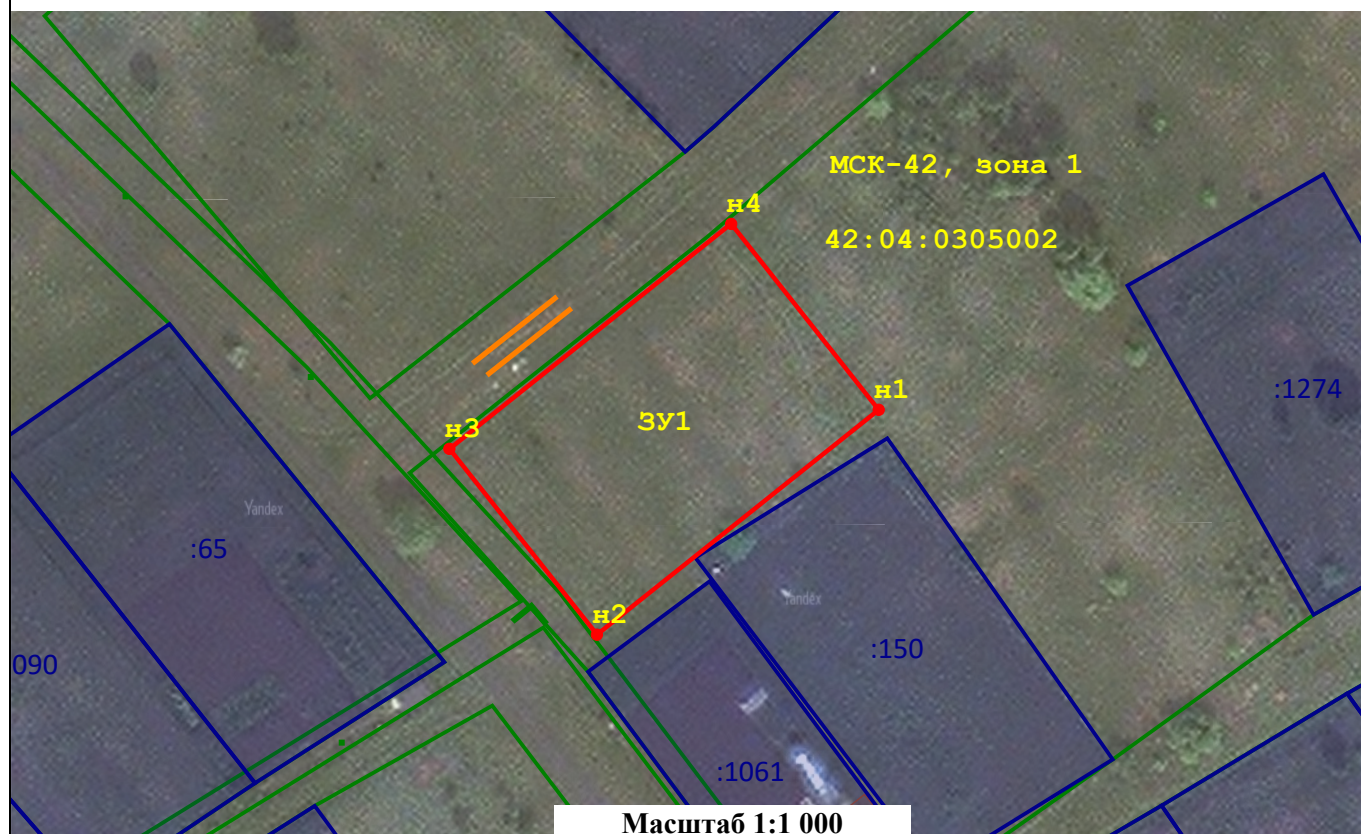 МСК-42, зона 1
н4
42:04:0305002
:1274
н1
ЗУ1
н3
Yandex
:65
Yandex
н2
:150
090
:1061
Масштаб 1:1 000